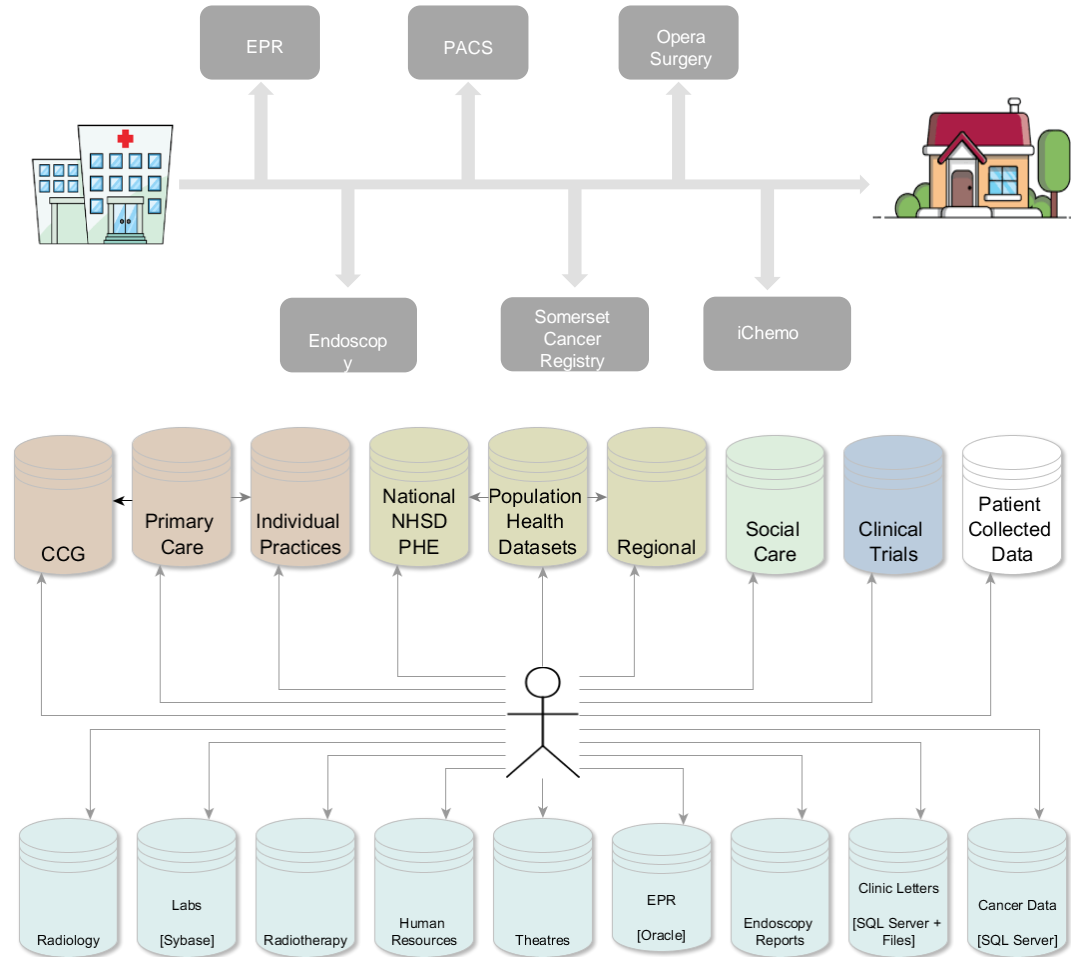 EPR
PACS
Opera
Surgery
Endoscop
y
Somerset
Cancer
Registry
iChemo
CCG
Primary
Care
Individual
Practices
National
NHSD
PHE
Population
Health
Datasets
Regional
Social
Care
Clinical
Trials
Patient
Collected
Data
Radiology
Labs
[Sybase]
Radiotherapy
Human
Resources
Theatres
EPR
[Oracle]
Endoscopy
Reports
Clinic Letters
[SQL Server +
Files]
Cancer Data
[SQL Server]